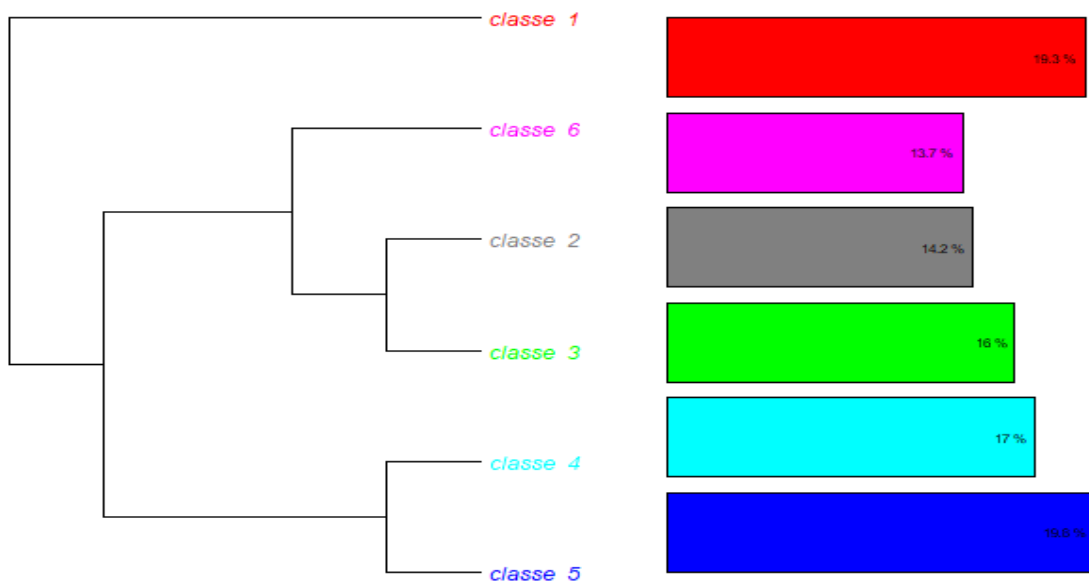 classe 1
19.3 %
classe 6
13.7 %
classe 2
14.2 %
classe 3
16 %
classe 4
17 %
classe 5
19.8 %